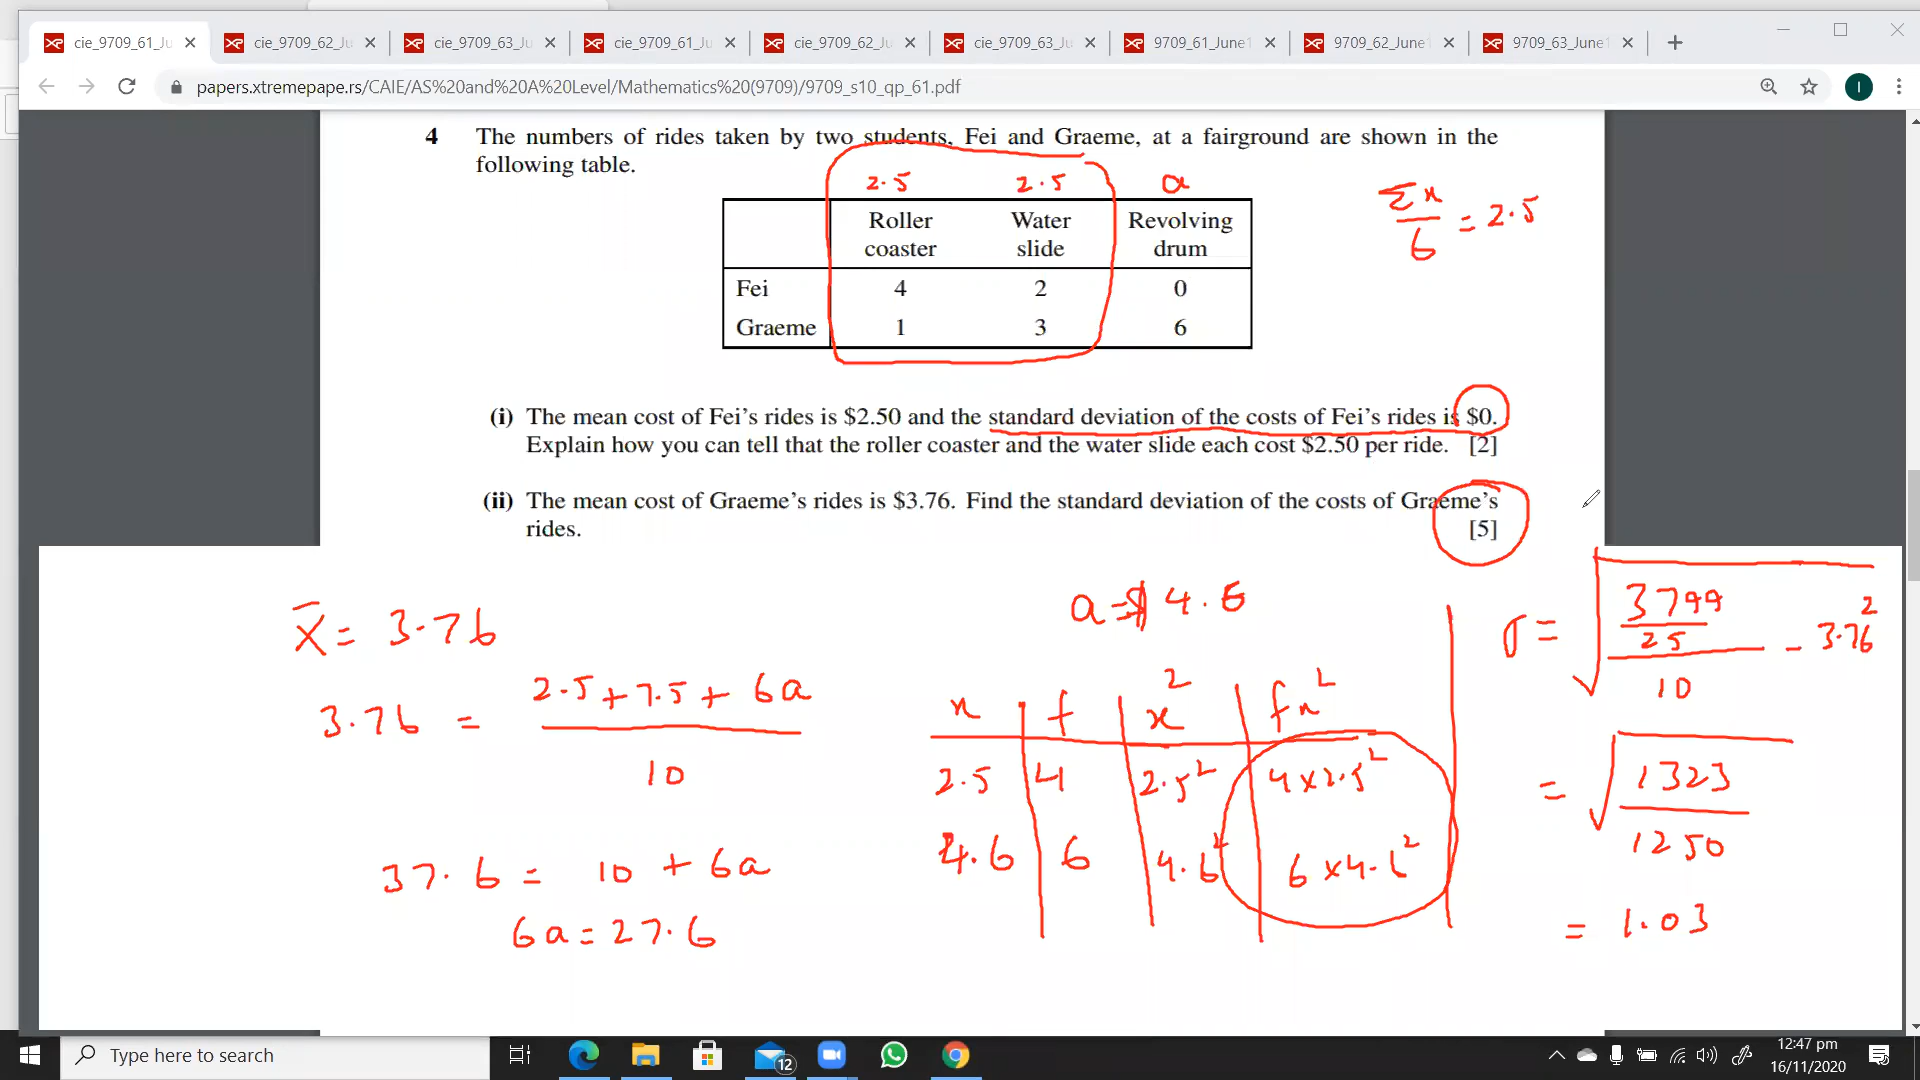 cie_9709_61_Ju
cie_9709_62_Ju
cie_9709_63_Ju
cie_9709_61_Ju
cie_9709_62_Ju
cie_9709_63_Ju
9709_61_June1
9709_62_June1
9709_63_June1
papers.xtremepape.rs/CAIE/AS%20and%20A%20Level/Mathematics%20(9709)/9709_s10_qp_61.pdf
I
4 The numbers of rides taken by two students, Fei and Graeme, at a fairground are shown in the
following table.
2.5 2.5 a
Σx/6 = 2.5
Roller coaster Water slide Revolving drum
Fei 4 2 0
Graeme 1 3 6
(i) The mean cost of Fei's rides is $2.50 and the standard deviation of the costs of Fei's rides is $0.
Explain how you can tell that the roller coaster and the water slide each cost $2.50 per ride. [2]
(ii) The mean cost of Graeme's rides is $3.76. Find the standard deviation of the costs of Graeme's
rides. [5]
x̄ = 3.76
3.76 = (2.5 + 7.5 + 6a)/10
37.6 = 10 + 6a
6a = 27.6
a = $4.6
x f x² fx²
2.5 4 2.5² 4×2.5²
4.6 6 4.6² 6×4.6²
σ = √((3799/25)/10 - 3.76²)
= √(1323/1250)
= 1.03
Type here to search
12
12:47 pm
16/11/2020